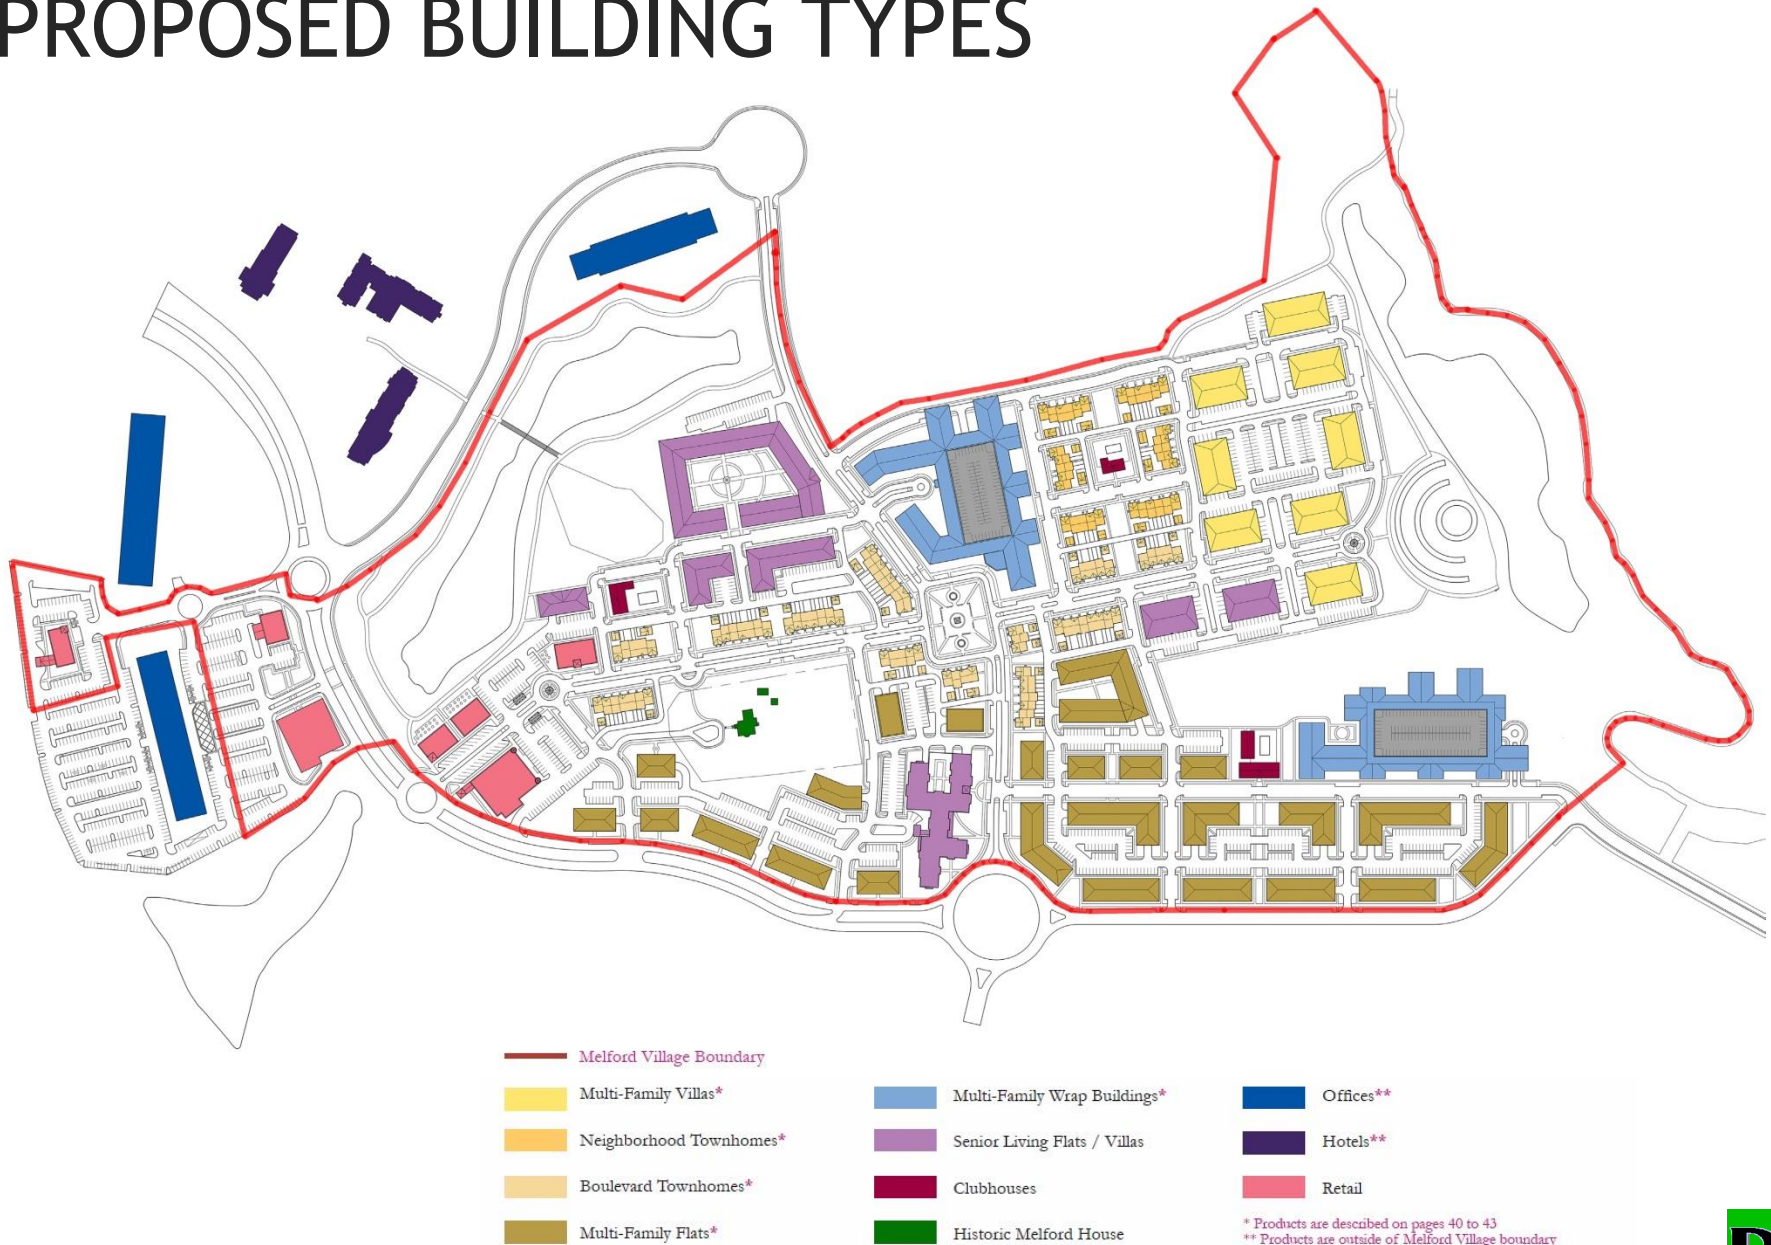 PROPOSED BUILDING TYPES
Melford Village Boundary
Multi-Family Villas*
Multi-Family Wrap Buildings*
Offices**
Neighborhood Townhomes*
Senior Living Flats / Villas
Hotels**
Boulevard Townhomes*
Clubhouses
Retail
Multi-Family Flats*
Historic Melford House
* Products are described on pages 40 to 43
** Products are outside of Melford Village boundary